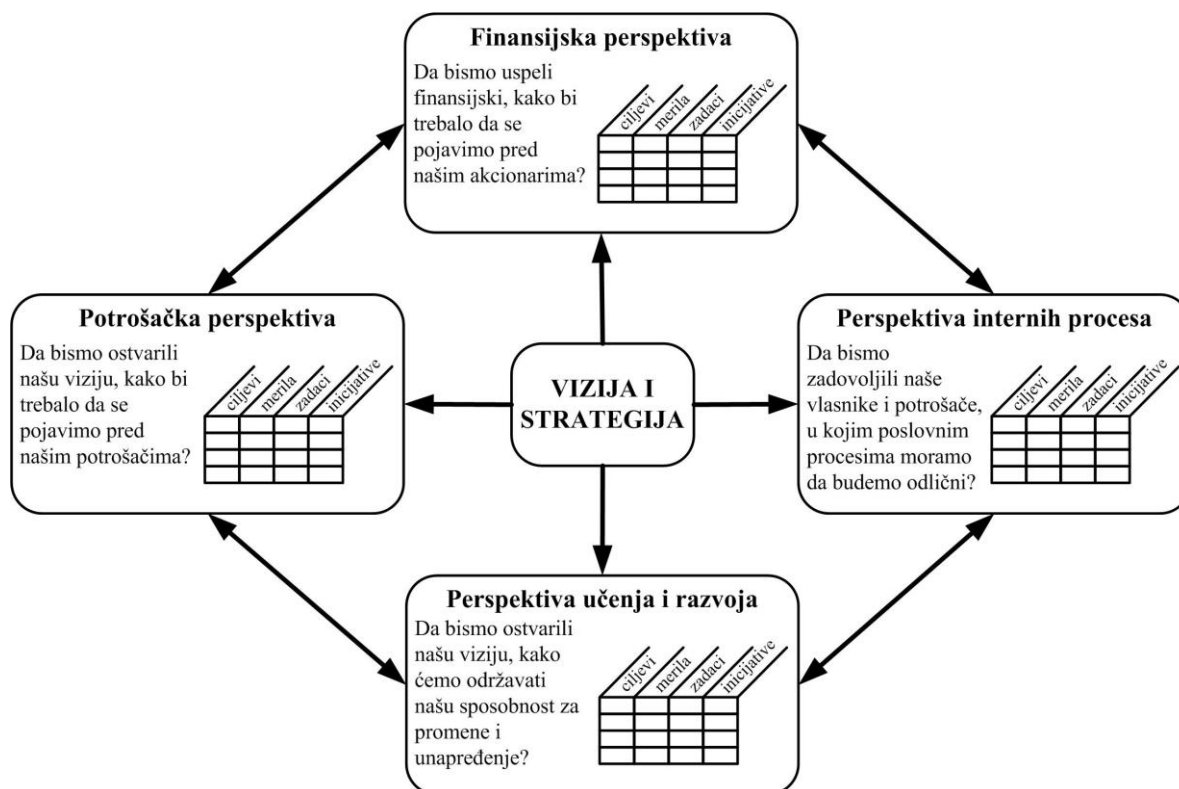 Finansijska perspektiva
Da bismo uspeli
finansijski, kako bi
trebalo da se
pojavimo pred
našim akcionarima?
ciljevi
merila
zadaci
inicijative
Potrošačka perspektiva
Da bismo ostvarili
našu viziju, kako bi
trebalo da se
pojavimo pred
našim potrošačima?
ciljevi
merila
zadaci
inicijative
VIZIJA I
STRATEGIJA
Perspektiva internih procesa
Da bismo
zadovoljili naše
vlasnike i potrošače,
u kojim poslovnim
procesima moramo
da budemo odlični?
ciljevi
merila
zadaci
inicijative
Perspektiva učenja i razvoja
Da bismo ostvarili
našu viziju, kako
ćemo održavati
našu sposobnost za
promene i
unapređenje?
ciljevi
merila
zadaci
inicijative